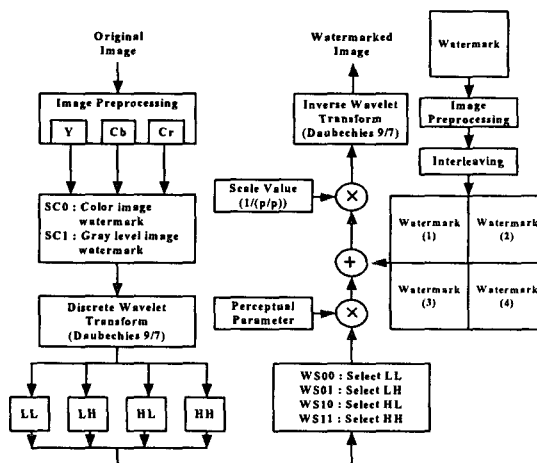 Original
Image
Image Preprocessing
Y
Cb
Cr
SC0 : Color image
watermark
SC1 : Gray level image
watermark
Discrete Wavelet
Transform
(Daubechies 9/7)
LL
LH
HL
HH
Watermarked
Image
Inverse Wavelet
Transform
(Daubechies 9/7)
Scale Value
(1/(p/p))
×
+
Perceptual
Parameter
×
WS00 : Select LL
WS01 : Select LH
WS10 : Select HL
WS11 : Select HH
Watermark
Image
Preprocessing
Interleaving
Watermark
(1)
Watermark
(2)
Watermark
(3)
Watermark
(4)